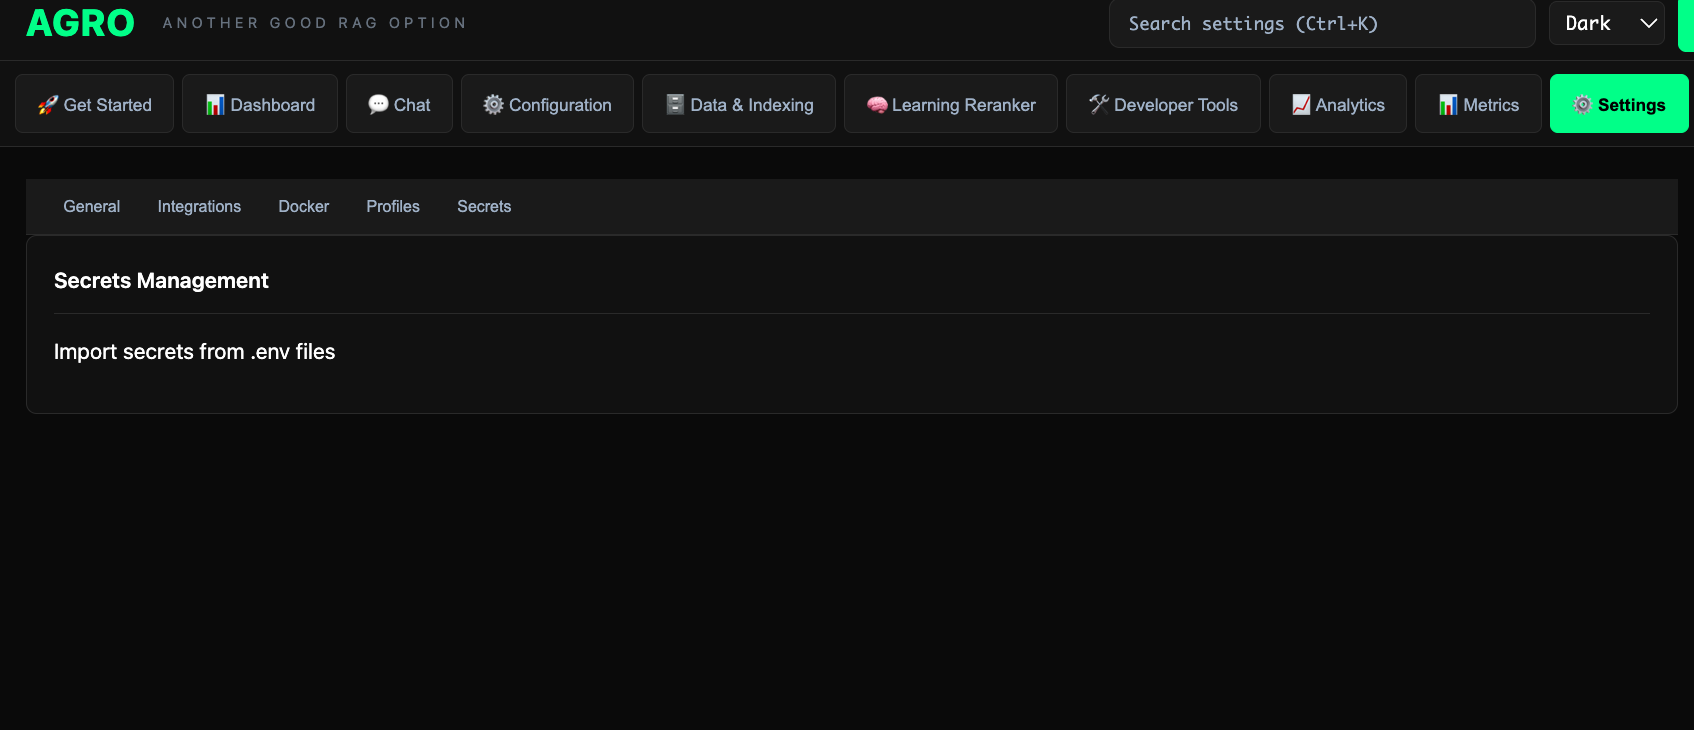 AGRO ANOTHER GOOD RAG OPTION Search settings (Ctrl+K) Dark
Get Started Dashboard Chat Configuration Data & Indexing Learning Reranker Developer Tools Analytics Metrics Settings
General Integrations Docker Profiles Secrets
Secrets Management
Import secrets from .env files